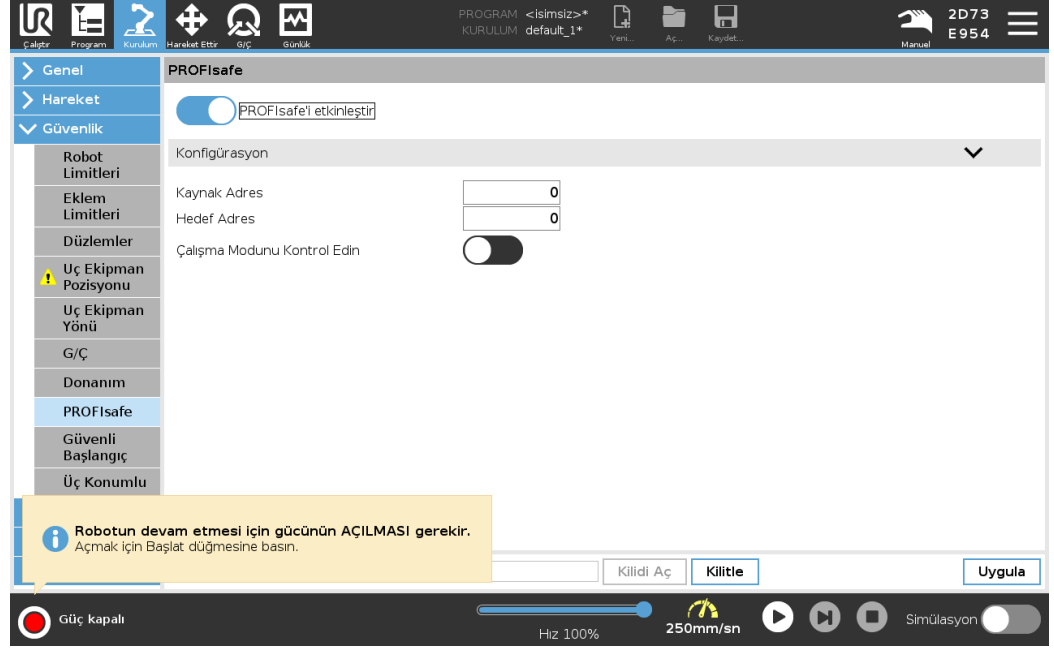 PROGRAM <isimsiz>*
KURULUM default_1*
2D73
E954
Çalıştır Program Kurulum Hareket Ettir G/Ç Günlük
Yeni... Aç... Kaydet...
Manuel
Genel
Hareket
Güvenlik
Robot
Limitleri
Eklem
Limitleri
Düzlemler
Uç Ekipman
Pozisyonu
Uç Ekipman
Yönü
G/Ç
Donanım
PROFIsafe
Güvenli
Başlangıç
Üç Konumlu
PROFIsafe
PROFIsafe'i etkinleştir
Konfigürasyon
Kaynak Adres 0
Hedef Adres 0
Çalışma Modunu Kontrol Edin
Robotun devam etmesi için gücünün AÇILMASI gerekir.
Açmak için Başlat düğmesine basın.
Kilidi Aç Kilitle Uygula
Güç kapalı
Hız 100%
250mm/sn
Simülasyon